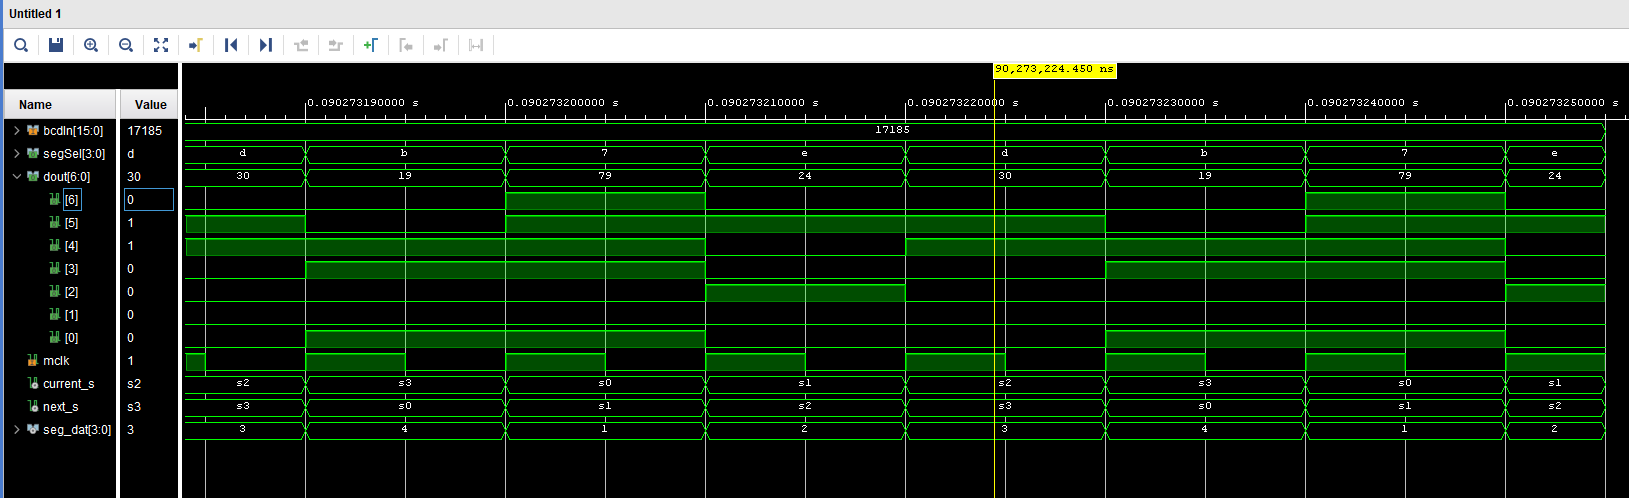 Untitled 1
90,273,224.450 ns
Name Value
0.090273190000 s 0.090273200000 s 0.090273210000 s 0.090273220000 s 0.090273230000 s 0.090273240000 s 0.090273250000 s
bcdIn[15:0] 17185 17185
segSel[3:0] d d b 7 e d b 7 e
dout[6:0] 30 30 19 79 24 30 19 79 24
[6] 0
[5] 1
[4] 1
[3] 0
[2] 0
[1] 0
[0] 0
mclk 1
current_s s2 s2 s3 s0 s1 s2 s3 s0 s1
next_s s3 s3 s0 s1 s2 s3 s0 s1 s2
seg_dat[3:0] 3 3 4 1 2 3 4 1 2